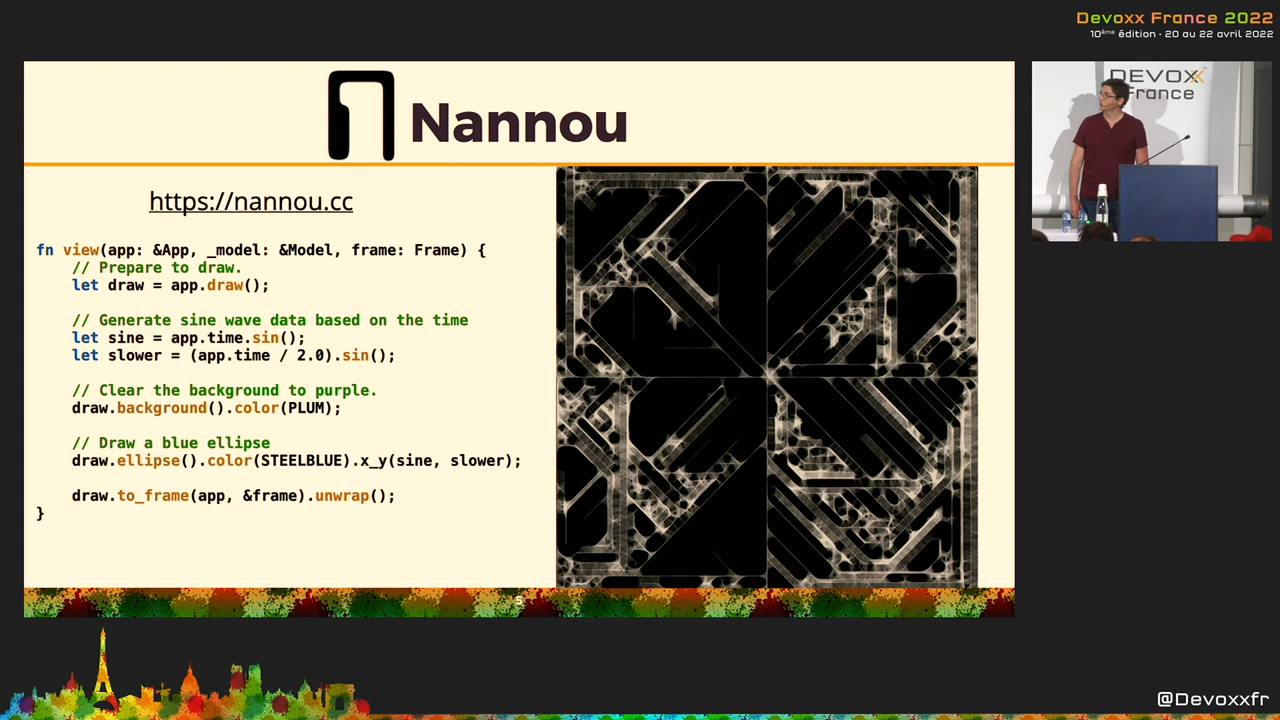 Devoxx France 2022
10ème édition · 20 au 22 avril 2022
Nannou
https://nannou.cc
fn view(app: &App, _model: &Model, frame: Frame) {
// Prepare to draw.
let draw = app.draw();
// Generate sine wave data based on the time
let sine = app.time.sin();
let slower = (app.time / 2.0).sin();
// Clear the background to purple.
draw.background().color(PLUM);
// Draw a blue ellipse
draw.ellipse().color(STEELBLUE).x_y(sine, slower);
draw.to_frame(app, &frame).unwrap();
}
5
DEVOXX
France
@Devoxxfr